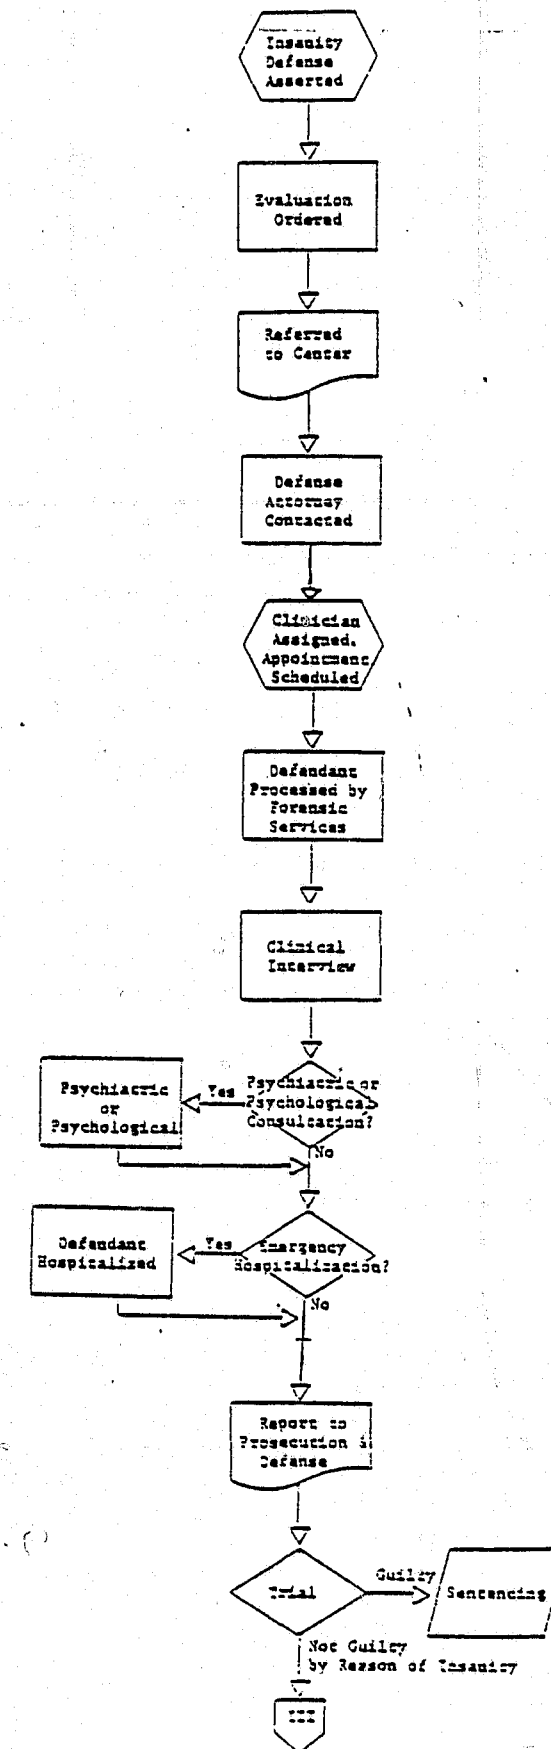 Insanity
Defense
Asserted
Evaluation
Ordered
Referred
to Center
Defense
Attorney
Contacted
Clinician
Assigned.
Appointment
Scheduled
Defendant
Processed by
Forensic
Services
Clinical
Interview
Psychiatric or
Psychological
Consultation?
Yes
Psychiatric
or
Psychological
No
Emergency
Hospitalization?
Yes
Defendant
Hospitalized
No
Report to
Prosecution &
Defense
Trial
Guilty
Sentencing
Not Guilty
by Reason of Insanity
III